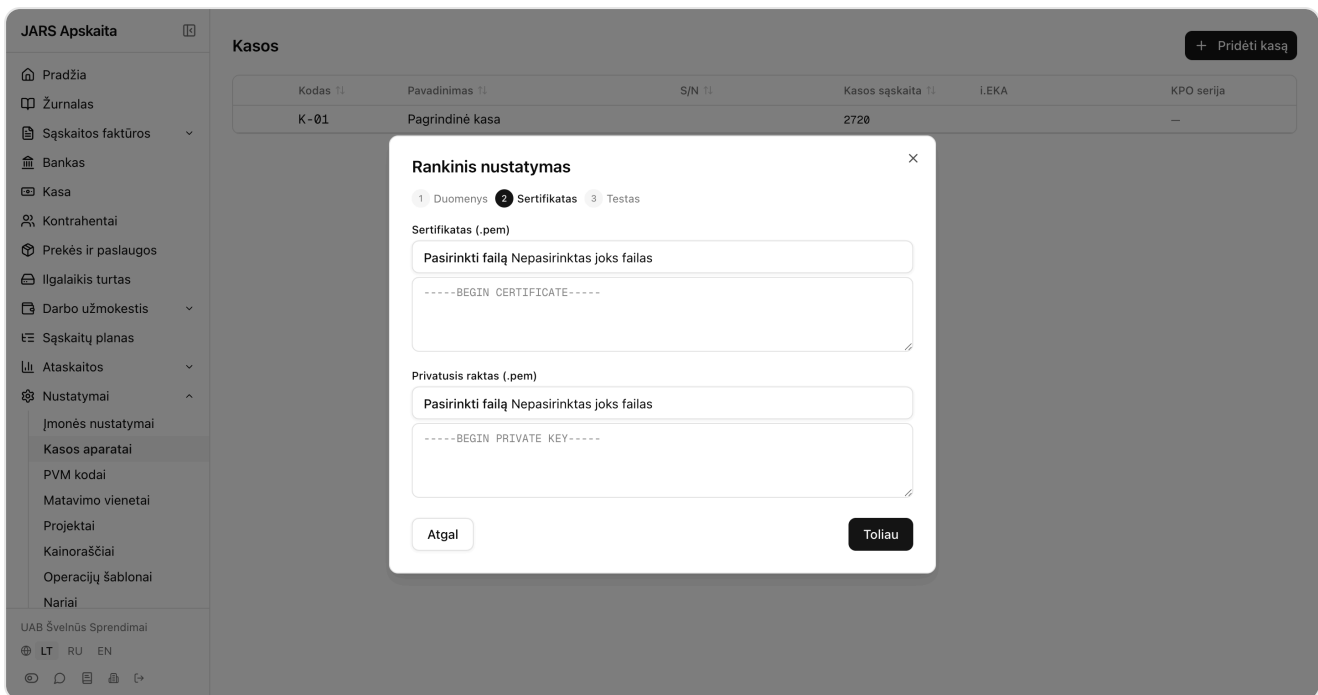 JARS Apskaita
Pradžia
Žurnalas
Sąskaitos faktūros
Bankas
Kasa
Kontrahentai
Prekės ir paslaugos
Ilgalaikis turtas
Darbo užmokestis
Sąskaitų planas
Ataskaitos
Nustatymai
Įmonės nustatymai
Kasos aparatai
PVM kodai
Matavimo vienetai
Projektai
Kainoraščiai
Operacijų šablonai
Nariai
UAB Švelnūs Sprendimai
LT RU EN
Kasos
+ Pridėti kasą
Kodas Pavadinimas S/N Kasos sąskaita i.EKA KPO serija
K-01 Pagrindinė kasa 2720 —
Rankinis nustatymas
1 Duomenys 2 Sertifikatas 3 Testas
Sertifikatas (.pem)
Pasirinkti failą Nepasirinktas joks failas
-----BEGIN CERTIFICATE-----
Privatusis raktas (.pem)
Pasirinkti failą Nepasirinktas joks failas
-----BEGIN PRIVATE KEY-----
Atgal Toliau